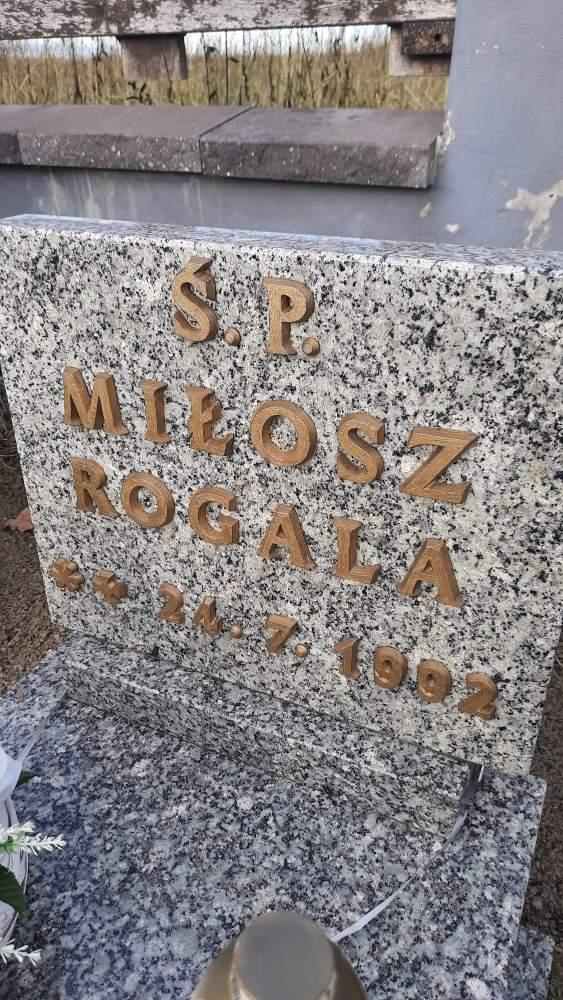 Ś.P.
MIŁOSZ
ROGALA
* + 24.7.1992